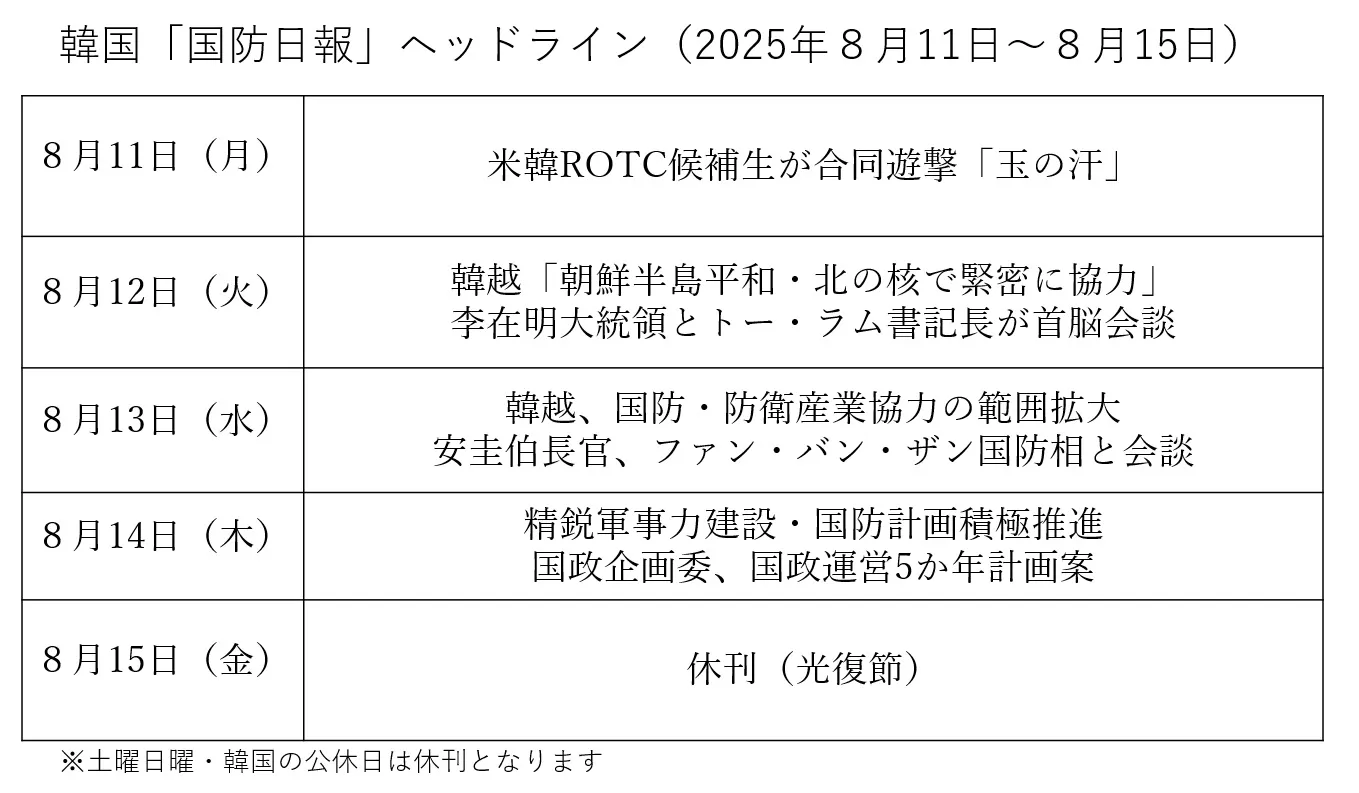 韓国「国防日報」ヘッドライン（2025年８月11日～８月15日）
８月11日（月）
米韓ROTC候補生が合同遊撃「玉の汗」
８月12日（火）
韓越「朝鮮半島平和・北の核で緊密に協力」
李在明大統領とトー・ラム書記長が首脳会談
８月13日（水）
韓越、国防・防衛産業協力の範囲拡大
安圭伯長官、ファン・バン・ザン国防相と会談
８月14日（木）
精鋭軍事力建設・国防計画積極推進
国政企画委、国政運営5か年計画案
８月15日（金）
休刊（光復節）
※土曜日曜・韓国の公休日は休刊となります